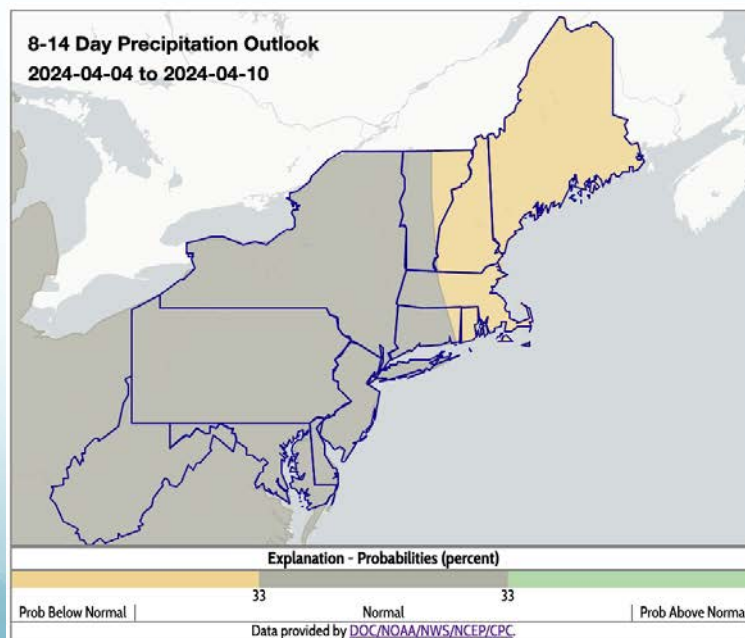 8-14 Day Precipitation Outlook
2024-04-04 to 2024-04-10
Explanation - Probabilities (percent)
33 33
Prob Below Normal | Normal | Prob Above Normal
Data provided by DOC/NOAA/NWS/NCEP/CPC.